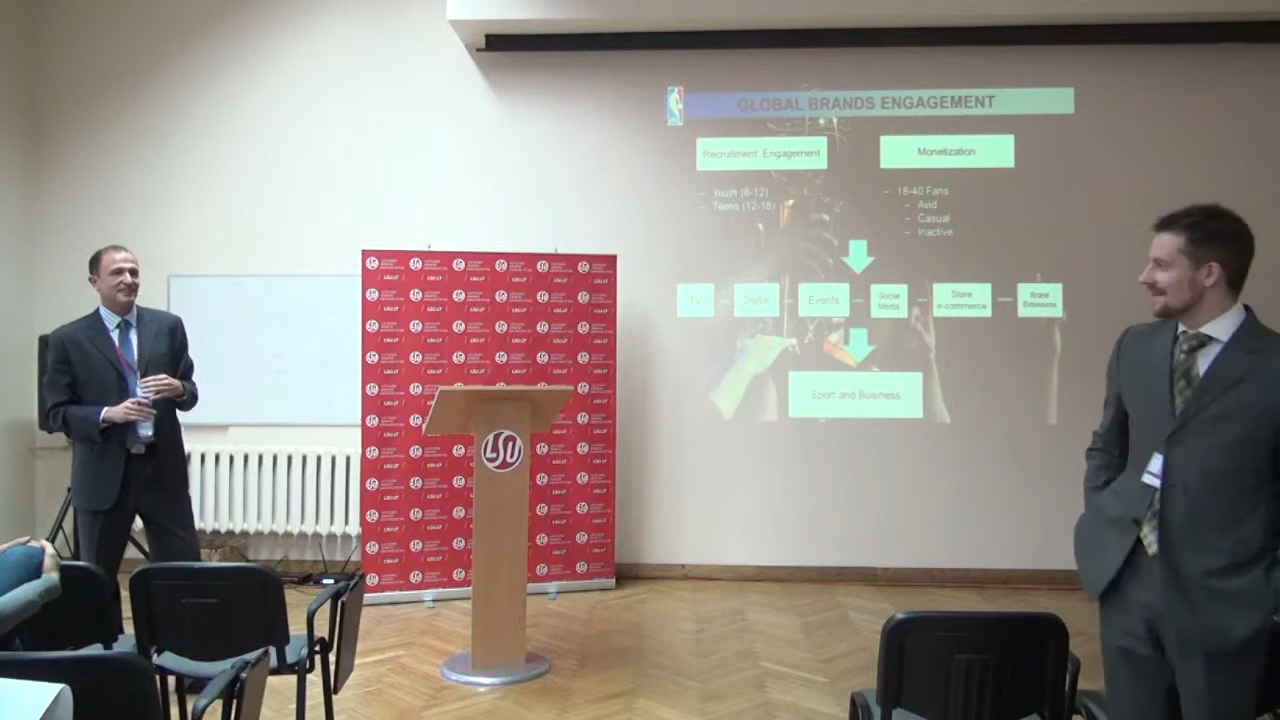 GLOBAL BRANDS ENGAGEMENT
Recruitment Engagement
Monetization
– Youth (6-12)
– Teens (12-18)
– 18-40 Fans
– Avid
– Casual
– Inactive
TV
Digital
Events
Social
Media
Store
e-commerce
Brand
Extensions
Sport and Business
LSU